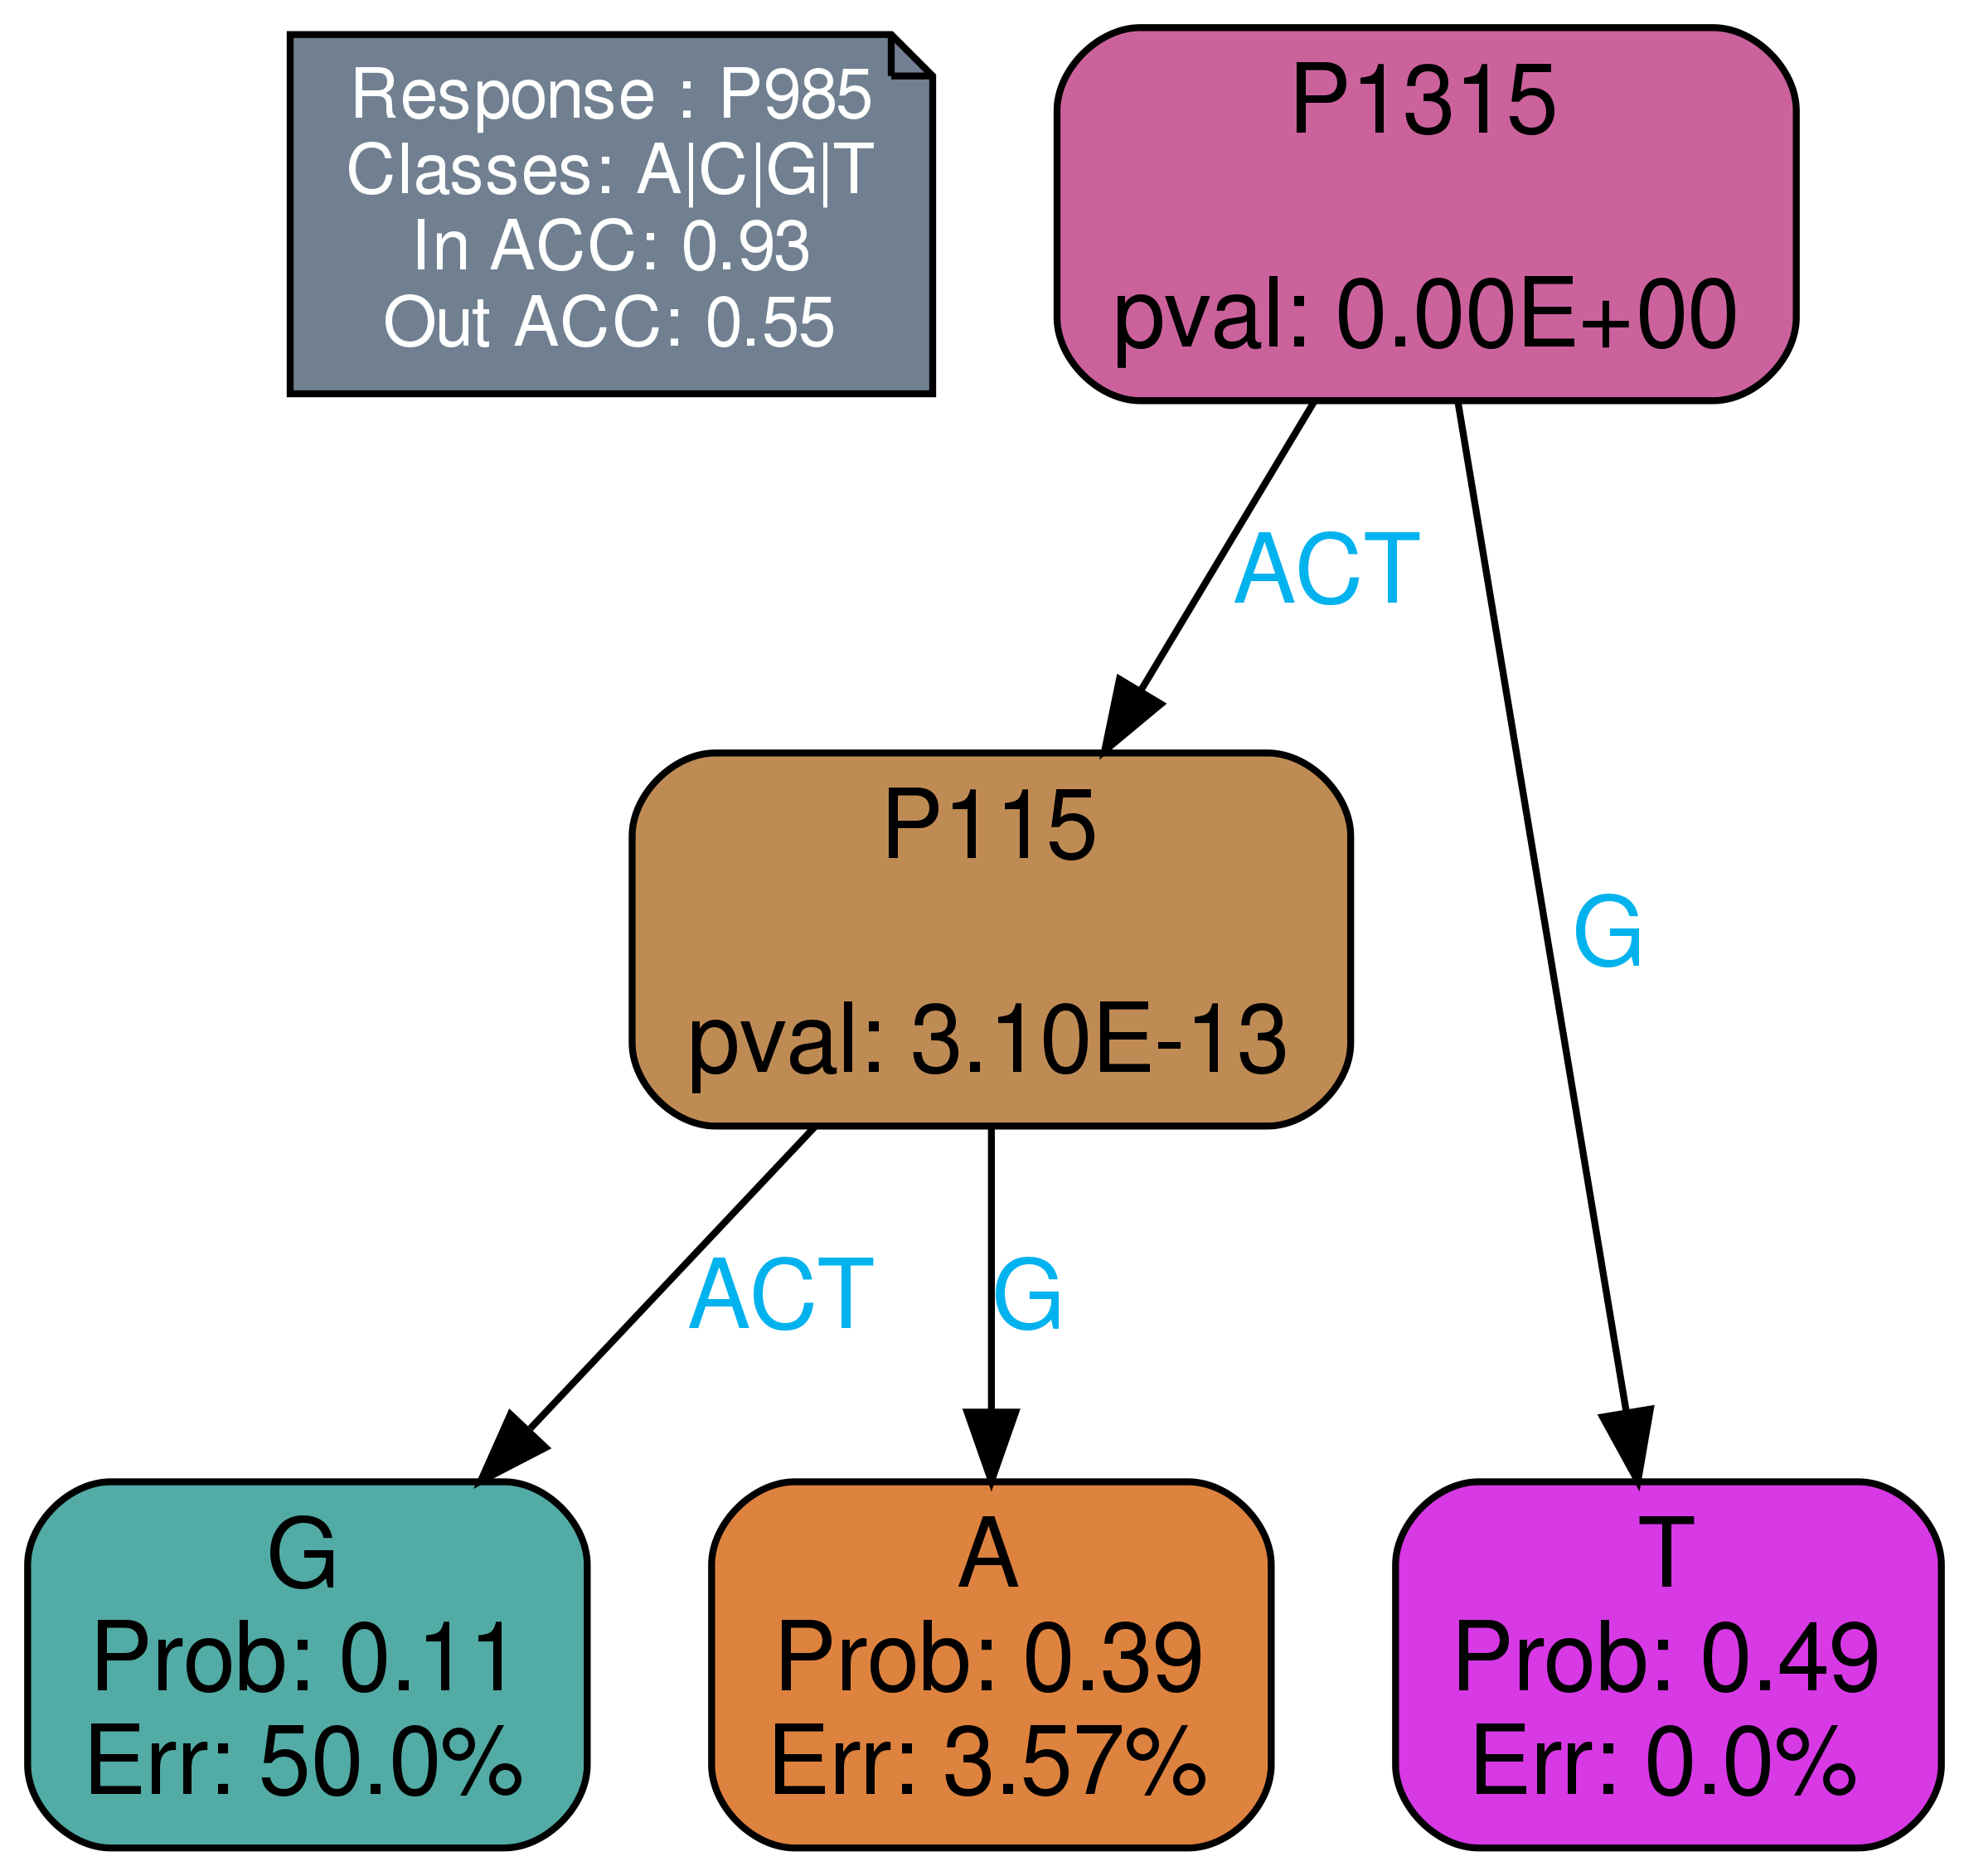 Response : P985
Classes: A|C|G|T
In ACC: 0.93
Out ACC: 0.55
P1315
pval: 0.00E+00
ACT
G
P115
pval: 3.10E-13
ACT
G
G
Prob: 0.11
Err: 50.0%
A
Prob: 0.39
Err: 3.57%
T
Prob: 0.49
Err: 0.0%